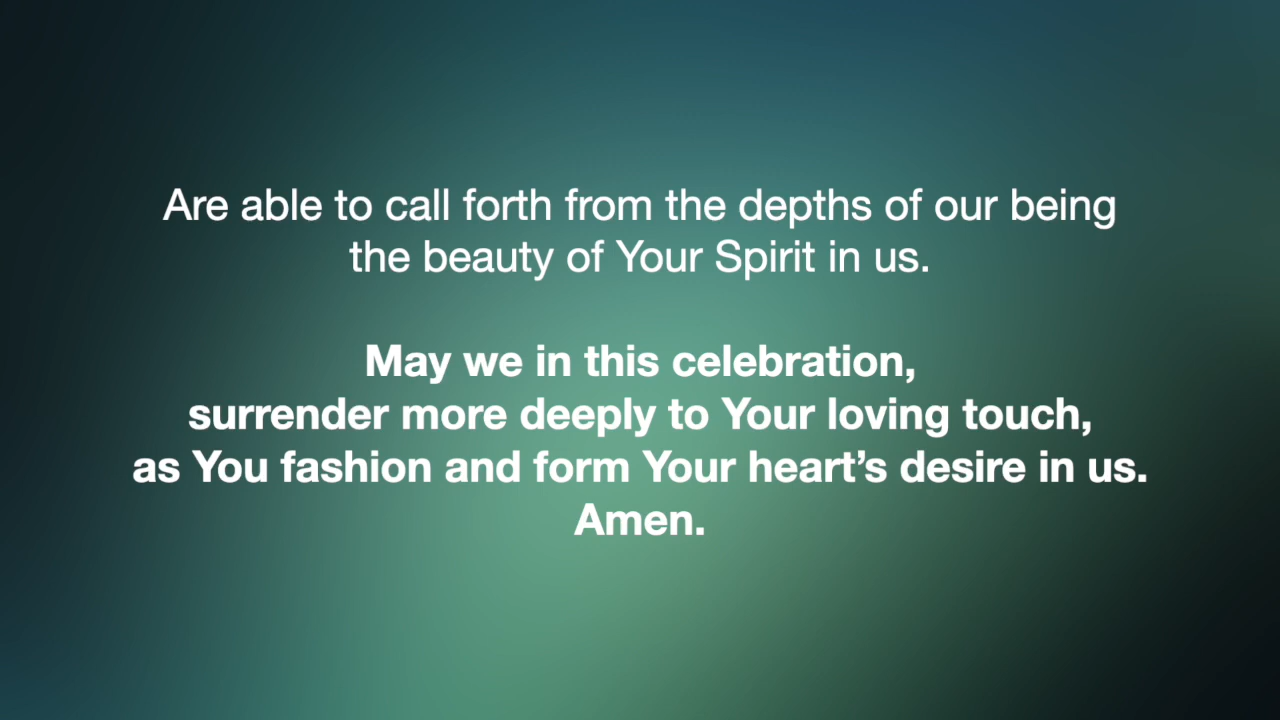 Are able to call forth from the depths of our being
the beauty of Your Spirit in us.
May we in this celebration,
surrender more deeply to Your loving touch,
as You fashion and form Your heart’s desire in us.
Amen.